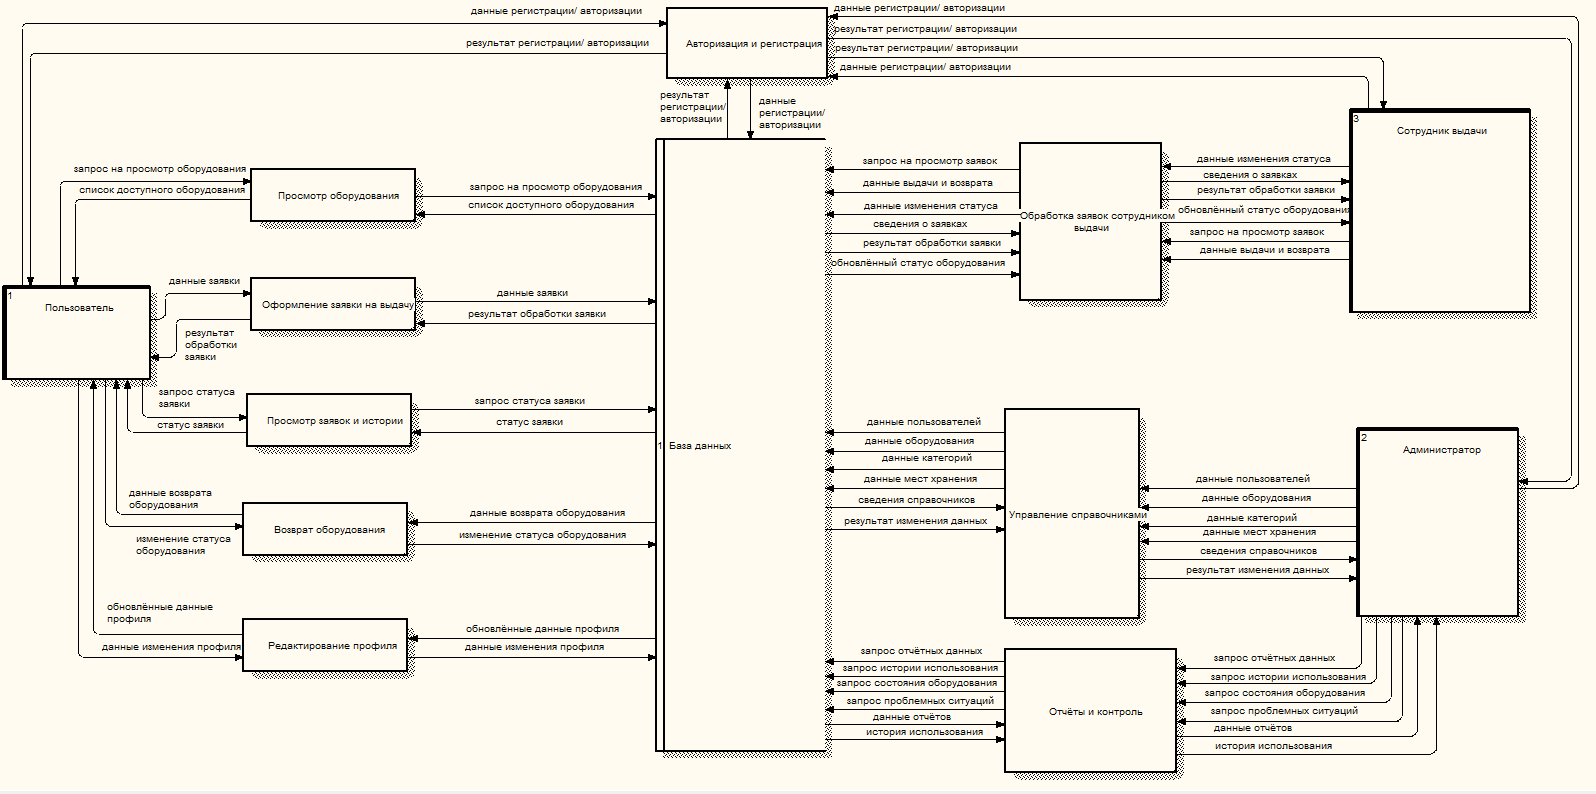 данные регистрации/ авторизации
результат регистрации/ авторизации
Авторизация и регистрация
данные регистрации/ авторизации
результат регистрации/ авторизации
результат регистрации/ авторизации
данные регистрации/ авторизации
результат
регистрации/
авторизации
данные
регистрации/
авторизации
3
Сотрудник выдачи
запрос на просмотр оборудования
список доступного оборудования
Просмотр оборудования
запрос на просмотр оборудования
список доступного оборудования
запрос на просмотр заявок
данные выдачи и возврата
данные изменения статуса
сведения о заявках
результат обработки заявки
обновлённый статус оборудования
Обработка заявок сотрудником
выдачи
данные изменения статуса
сведения о заявках
результат обработки заявки
обновлённый статус оборудования
запрос на просмотр заявок
данные выдачи и возврата
1
Пользователь
данные заявки
результат
обработки
заявки
Оформление заявки на выдачу
данные заявки
результат обработки заявки
запрос статуса
заявки
статус заявки
Просмотр заявок и истории
запрос статуса заявки
статус заявки
1
База данных
данные пользователей
данные оборудования
данные категорий
данные мест хранения
сведения справочников
результат изменения данных
Управление справочниками
данные пользователей
данные оборудования
данные категорий
данные мест хранения
сведения справочников
результат изменения данных
2
Администратор
данные возврата
оборудования
изменение статуса
оборудования
Возврат оборудования
данные возврата оборудования
изменение статуса оборудования
обновлённые данные
профиля
данные изменения профиля
Редактирование профиля
обновлённые данные профиля
данные изменения профиля
запрос отчётных данных
запрос истории использования
запрос состояния оборудования
запрос проблемных ситуаций
данные отчётов
история использования
Отчёты и контроль
запрос отчётных данных
запрос истории использования
запрос состояния оборудования
запрос проблемных ситуаций
данные отчётов
история использования